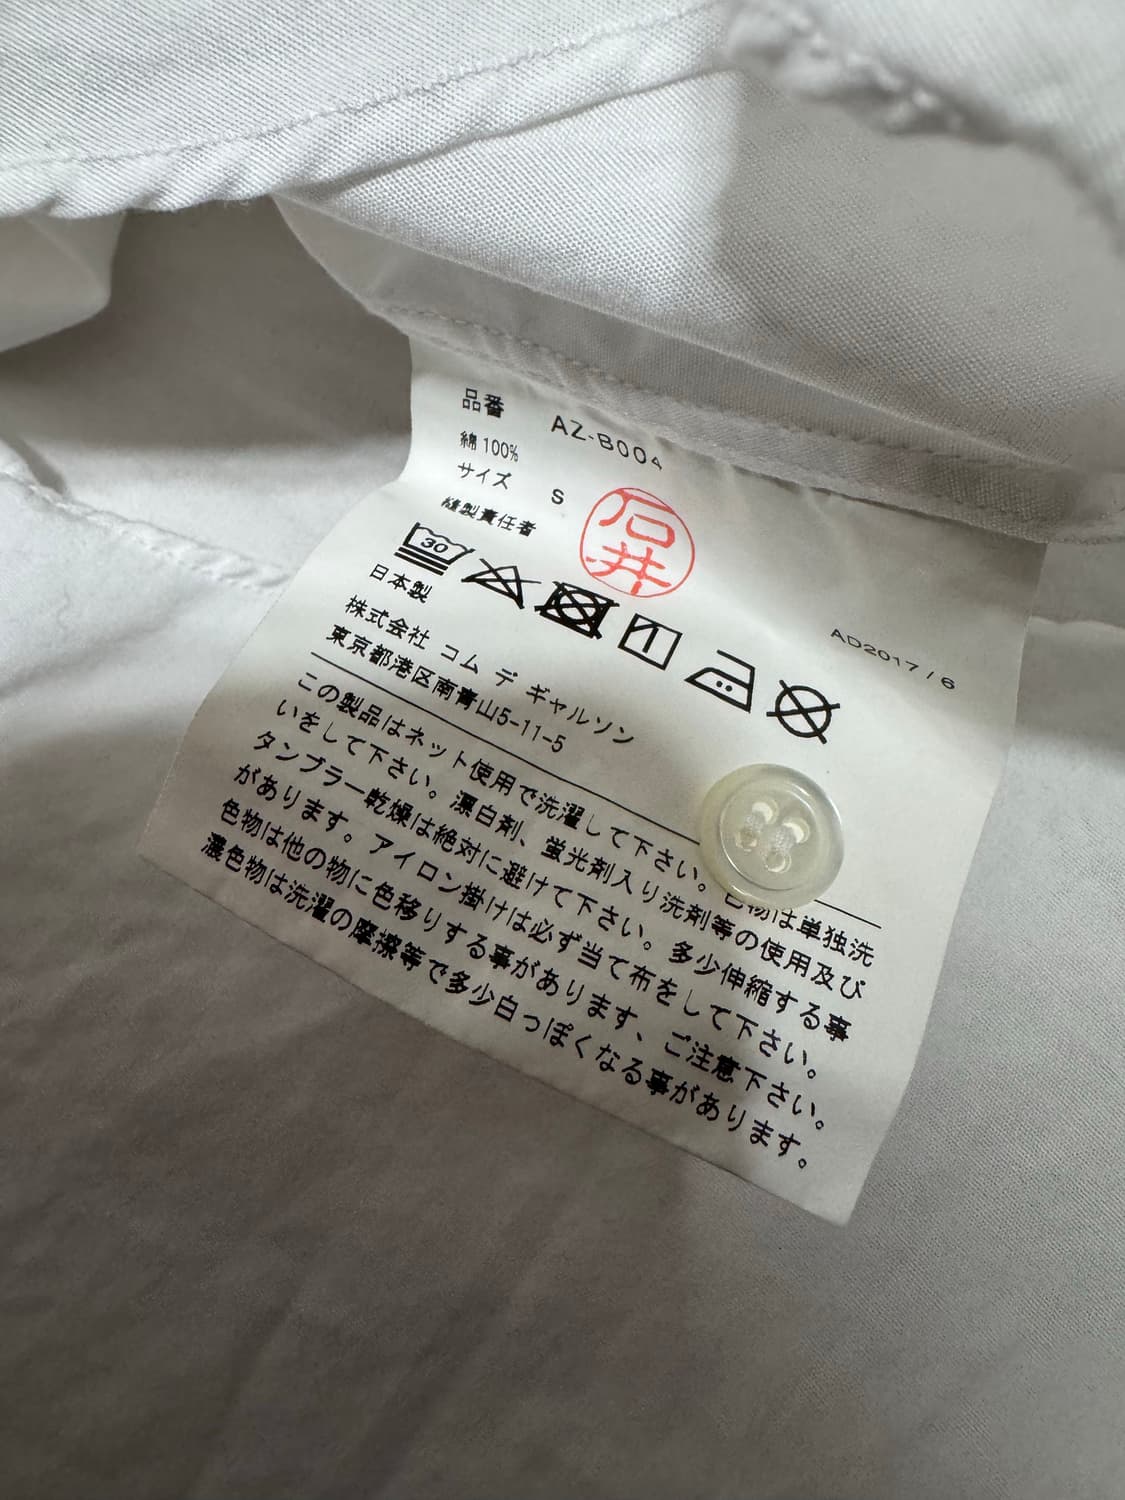 品番 AZ-B004
綿100%
サイズ S
縫製責任者
石井
30
日本製
AD2017/6
株式会社 コム デ ギャルソン
東京都港区南青山5-11-5
この製品はネット使用で洗濯して下さい。色物は単独洗
いをして下さい。漂白剤、蛍光剤入り洗剤等の使用及び
タンブラー乾燥は絶対に避けて下さい。多少伸縮する事
があります。アイロン掛けは必ず当て布をして下さい。
色物は他の物に色移りする事があります、ご注意下さい。
濃色物は洗濯の摩擦等で多少白っぽくなる事があります。